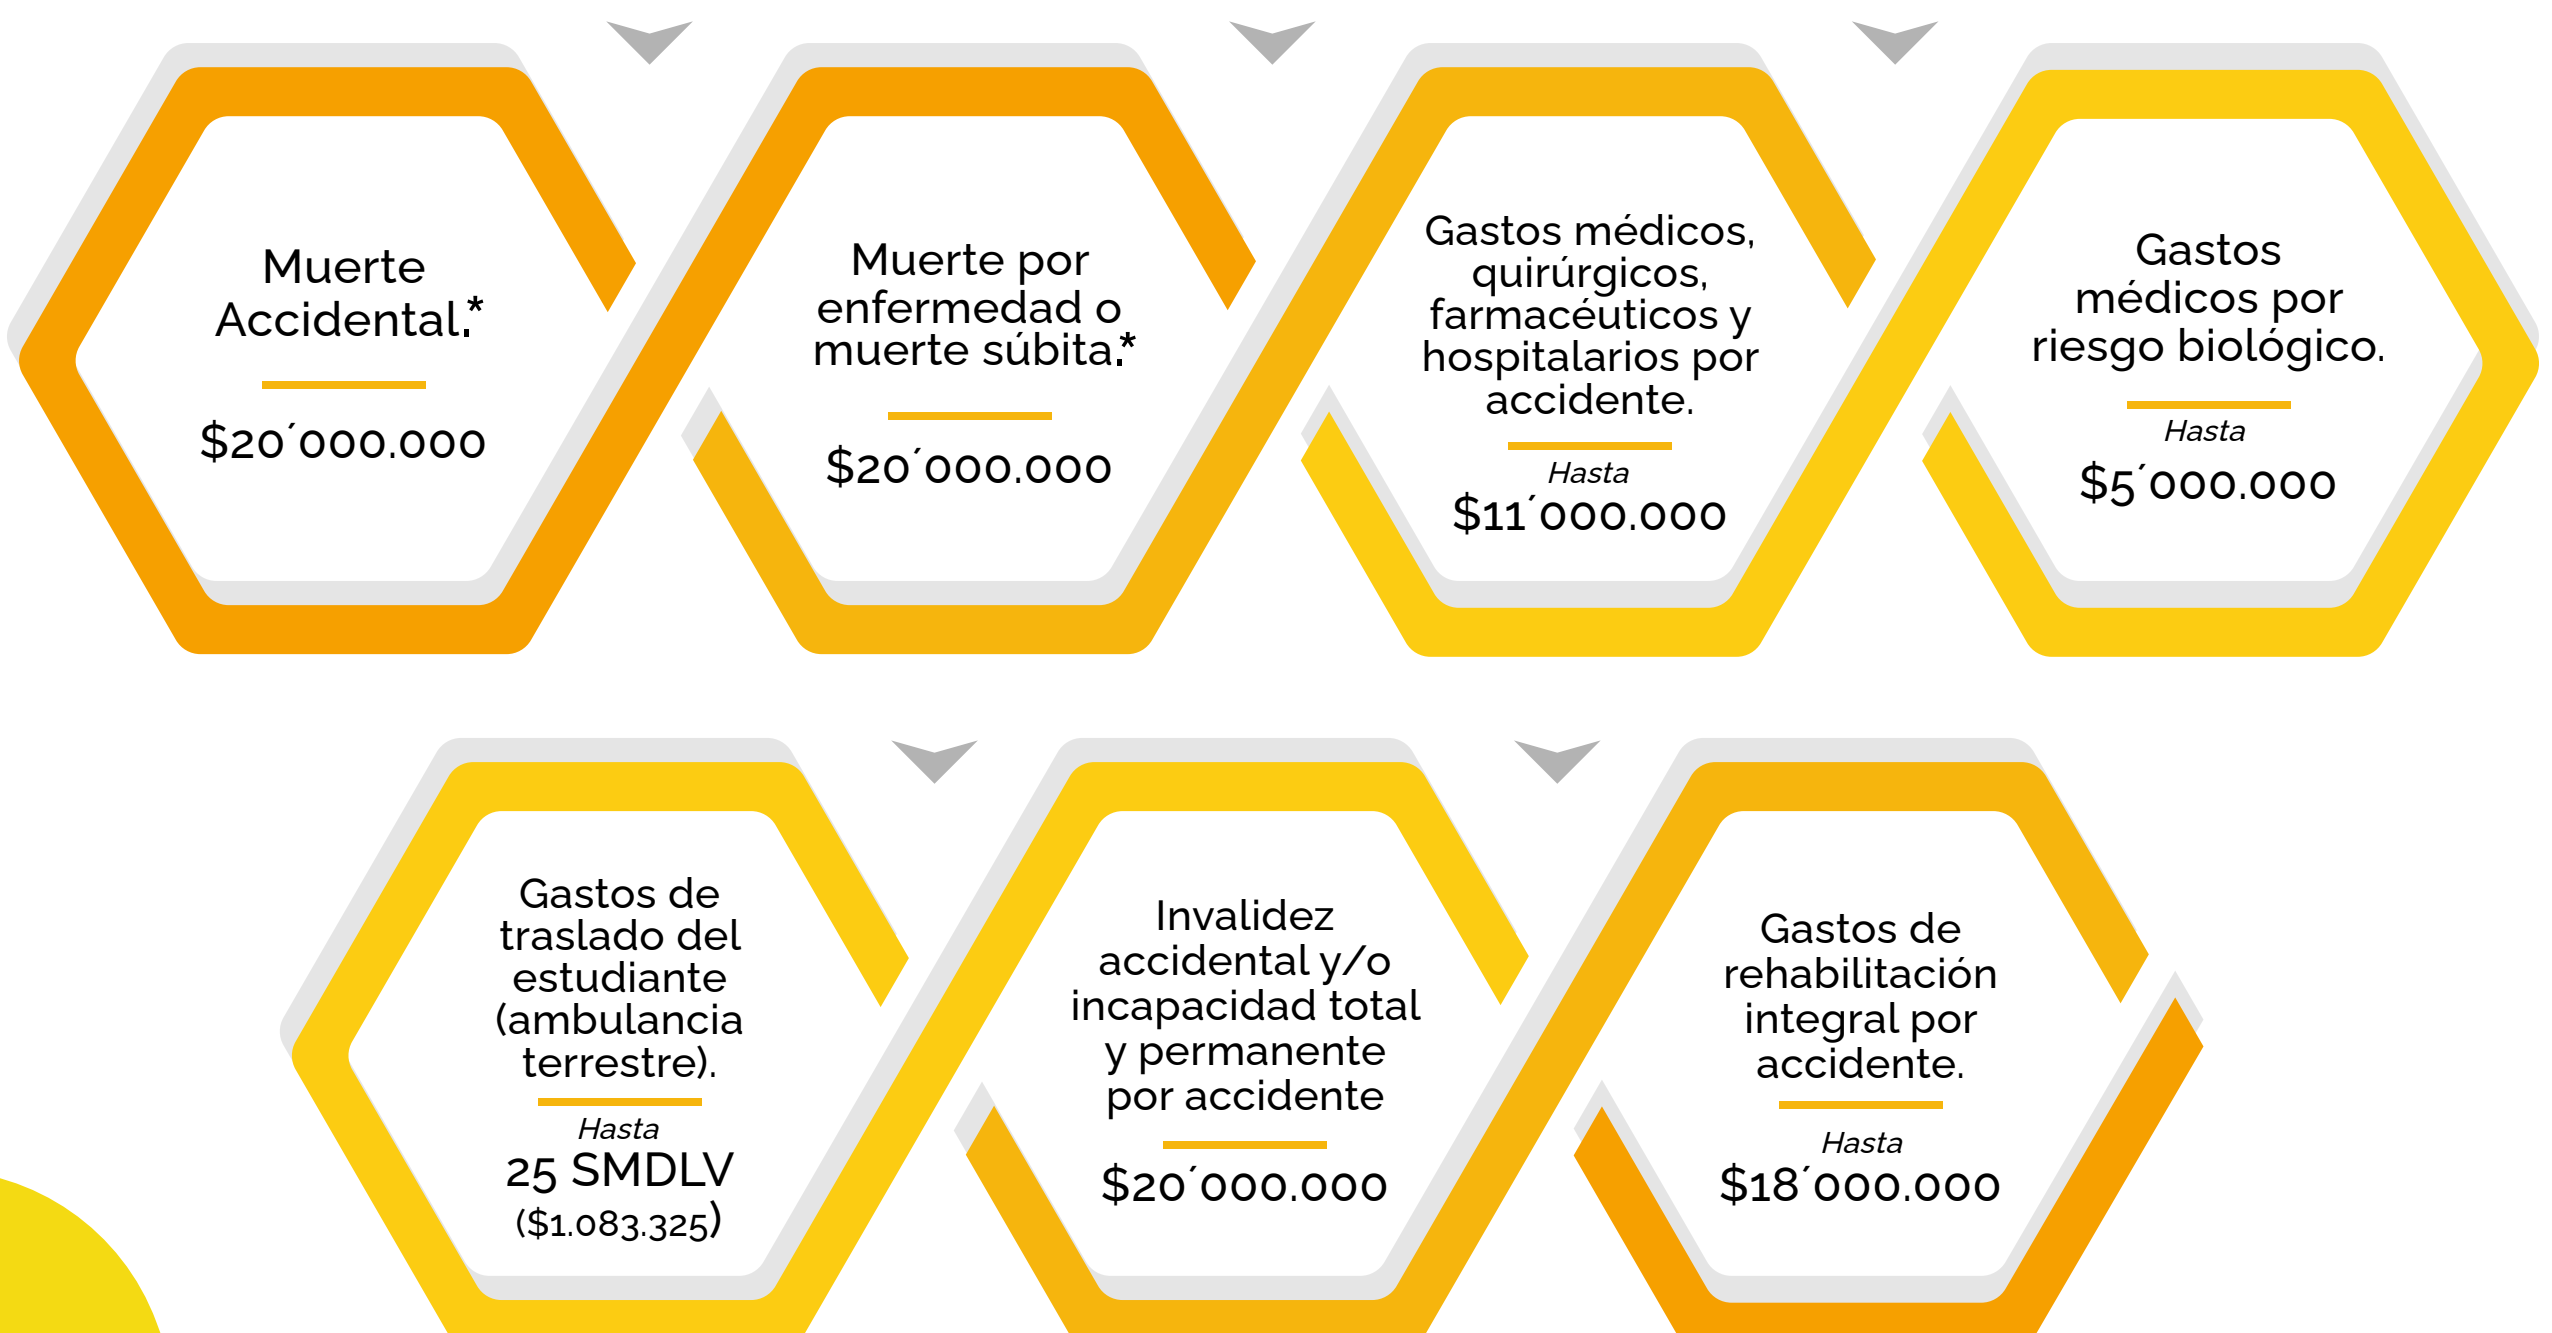 Muerte
Accidental.*
$20´000.000
Muerte por
enfermedad o
muerte súbita.*
$20´000.000
Gastos médicos,
quirúrgicos,
farmacéuticos y
hospitalarios por
accidente.
Hasta
$11´000.000
Gastos
médicos por
riesgo biológico.
Hasta
$5´000.000
Gastos de
traslado del
estudiante
(ambulancia
terrestre).
Hasta
25 SMDLV
($1.083.325)
Invalidez
accidental y/o
incapacidad total
y permanente
por accidente
$20´000.000
Gastos de
rehabilitación
integral por
accidente.
Hasta
$18´000.000